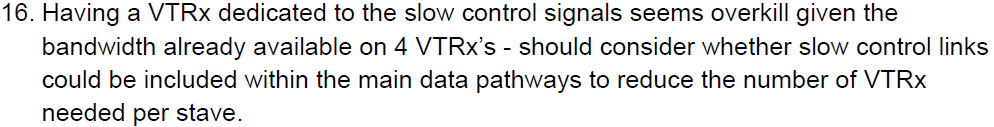 16. Having a VTRx dedicated to the slow control signals seems overkill given the
bandwidth already available on 4 VTRx’s - should consider whether slow control links
could be included within the main data pathways to reduce the number of VTRx
needed per stave.